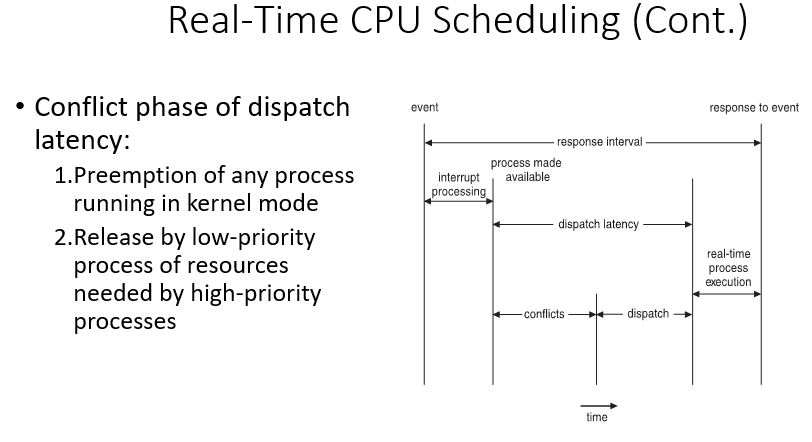 Real-Time CPU Scheduling (Cont.)
• Conflict phase of dispatch
latency:
1.Preemption of any process
running in kernel mode
2.Release by low-priority
process of resources
needed by high-priority
processes
event
response to event
response interval
process made
available
interrupt
processing
dispatch latency
real-time
process
execution
conflicts
dispatch
time